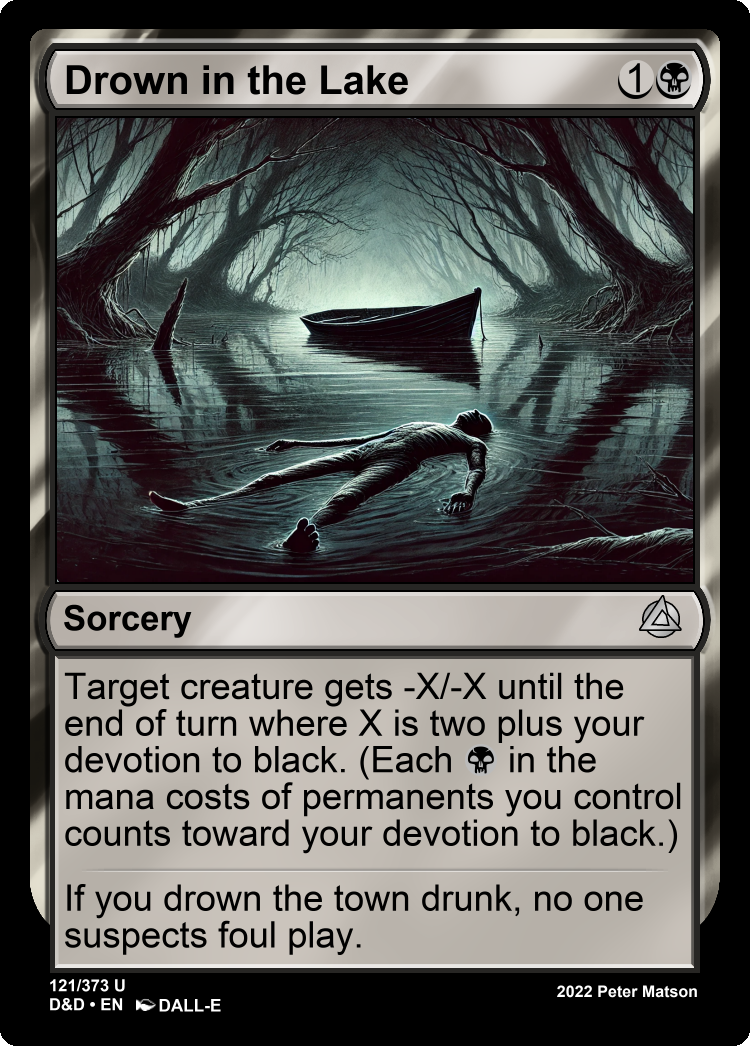 Drown in the Lake 1
Sorcery
Target creature gets -X/-X until the
end of turn where X is two plus your
devotion to black. (Each in the
mana costs of permanents you control
counts toward your devotion to black.)
If you drown the town drunk, no one
suspects foul play.
121/373 U
D&D • EN DALL-E
2022 Peter Matson